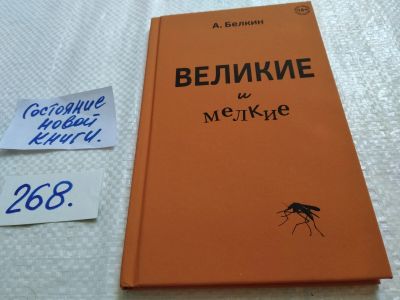 А. Белкин
ВЕЛИКИЕ
и
мелкие
Состояние
новой
книги.
268.